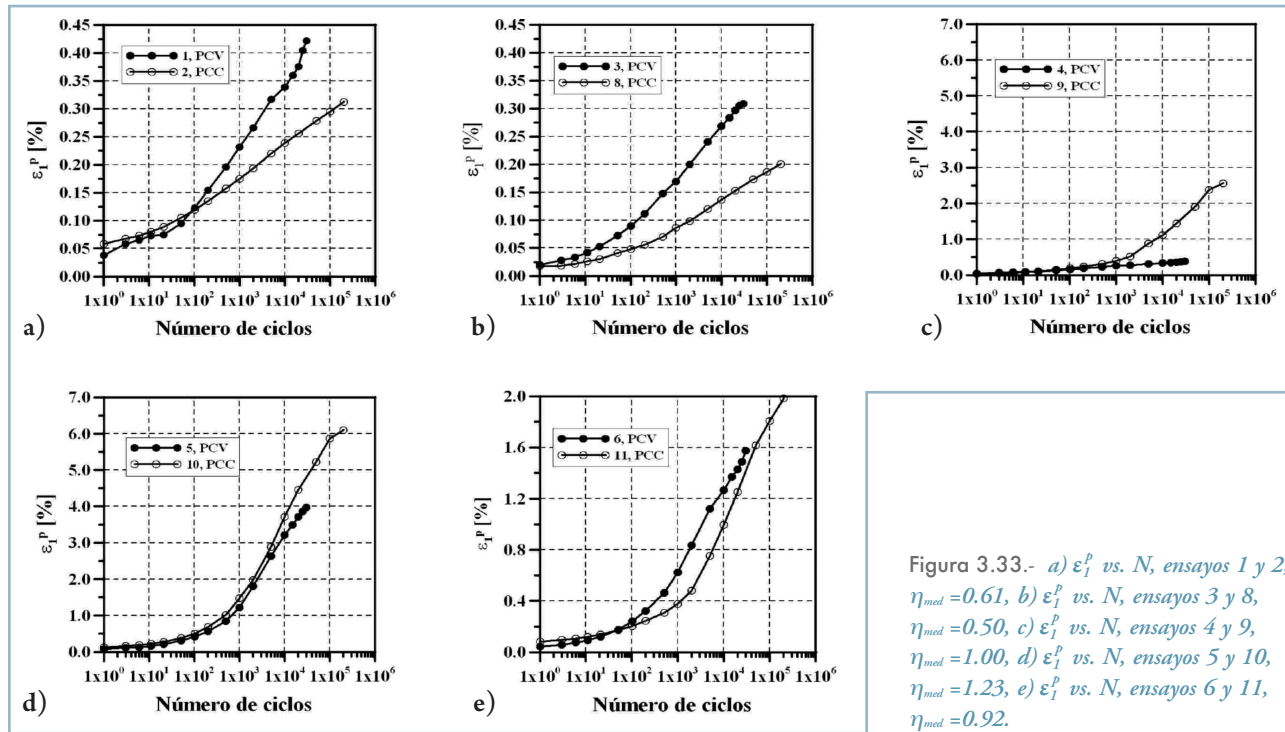 0.45
0.40
0.35
0.30
0.25
0.20
0.15
0.10
0.05
0.00
ε₁ᵖ [%]
1, PCV
2, PCC
1x10⁰ 1x10¹ 1x10² 1x10³ 1x10⁴ 1x10⁵ 1x10⁶
Número de ciclos
a)
0.45
0.40
0.35
0.30
0.25
0.20
0.15
0.10
0.05
0.00
ε₁ᵖ [%]
3, PCV
8, PCC
1x10⁰ 1x10¹ 1x10² 1x10³ 1x10⁴ 1x10⁵ 1x10⁶
Número de ciclos
b)
7.0
6.0
5.0
4.0
3.0
2.0
1.0
0.0
ε₁ᵖ [%]
4, PCV
9, PCC
1x10⁰ 1x10¹ 1x10² 1x10³ 1x10⁴ 1x10⁵ 1x10⁶
Número de ciclos
c)
7.0
6.0
5.0
4.0
3.0
2.0
1.0
0.0
ε₁ᵖ [%]
5, PCV
10, PCC
1x10⁰ 1x10¹ 1x10² 1x10³ 1x10⁴ 1x10⁵ 1x10⁶
Número de ciclos
d)
2.0
1.6
1.2
0.8
0.4
0.0
ε₁ᵖ [%]
6, PCV
11, PCC
1x10⁰ 1x10¹ 1x10² 1x10³ 1x10⁴ 1x10⁵ 1x10⁶
Número de ciclos
e)
Figura 3.33.- a) ε₁ᵖ vs. N, ensayos 1 y 2,
η_med =0.61, b) ε₁ᵖ vs. N, ensayos 3 y 8,
η_med =0.50, c) ε₁ᵖ vs. N, ensayos 4 y 9,
η_med =1.00, d) ε₁ᵖ vs. N, ensayos 5 y 10,
η_med =1.23, e) ε₁ᵖ vs. N, ensayos 6 y 11,
η_med =0.92.